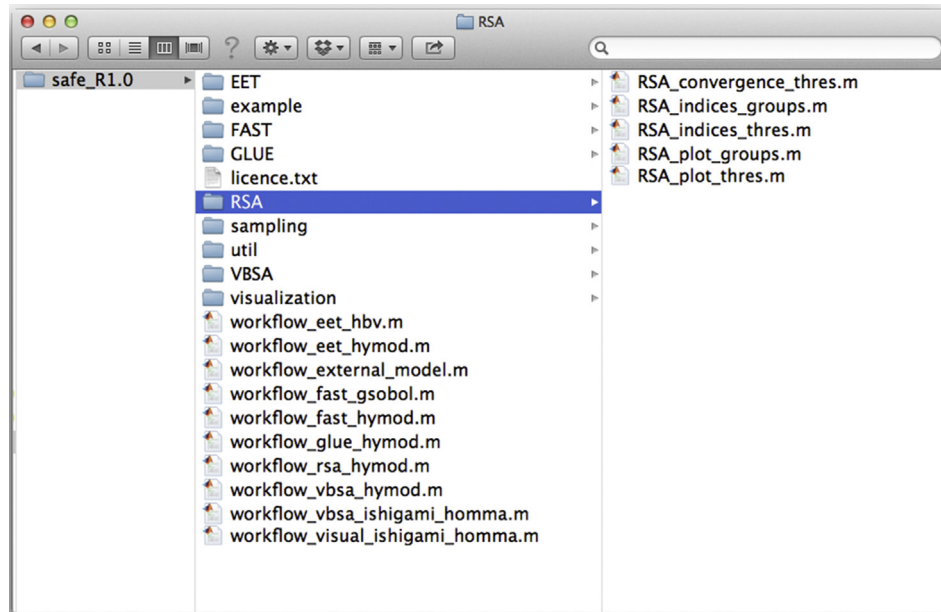 RSA
safe_R1.0
EET
example
FAST
GLUE
licence.txt
RSA
sampling
util
VBSA
visualization
workflow_eet_hbv.m
workflow_eet_hymod.m
workflow_external_model.m
workflow_fast_gsobol.m
workflow_fast_hymod.m
workflow_glue_hymod.m
workflow_rsa_hymod.m
workflow_vbsa_hymod.m
workflow_vbsa_ishigami_homma.m
workflow_visual_ishigami_homma.m
RSA_convergence_thres.m
RSA_indices_groups.m
RSA_indices_thres.m
RSA_plot_groups.m
RSA_plot_thres.m